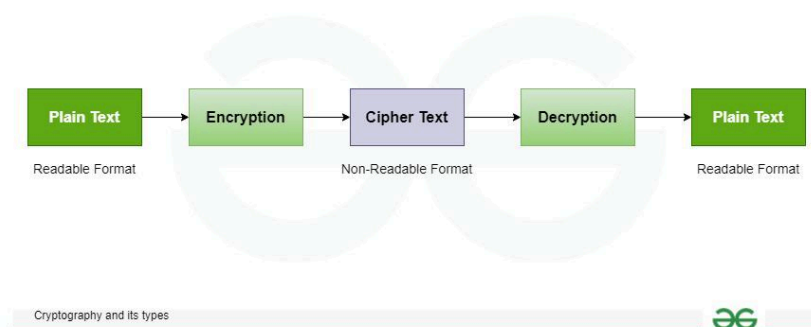 Plain Text
Encryption
Cipher Text
Decryption
Plain Text
Readable Format
Non-Readable Format
Readable Format
Cryptography and its types